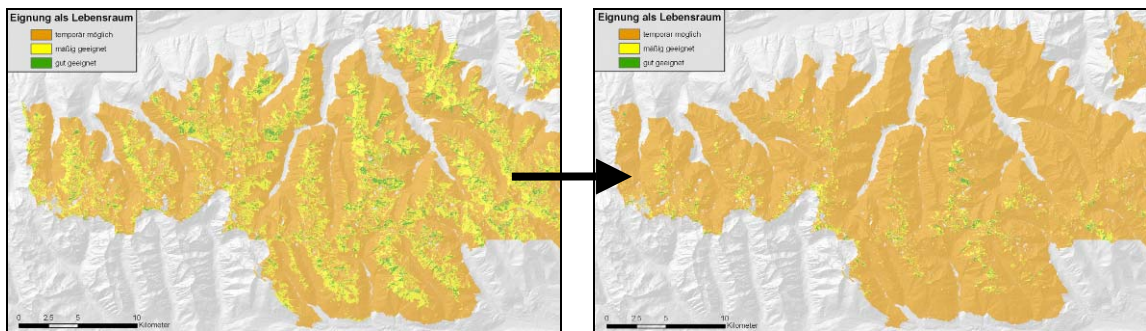 Eignung als Lebensraum
temporär möglich
mäßig geeignet
gut geeignet
0 2,5 5 10
Kilometer
Eignung als Lebensraum
temporär möglich
mäßig geeignet
gut geeignet
0 2,5 5 10
Kilometer